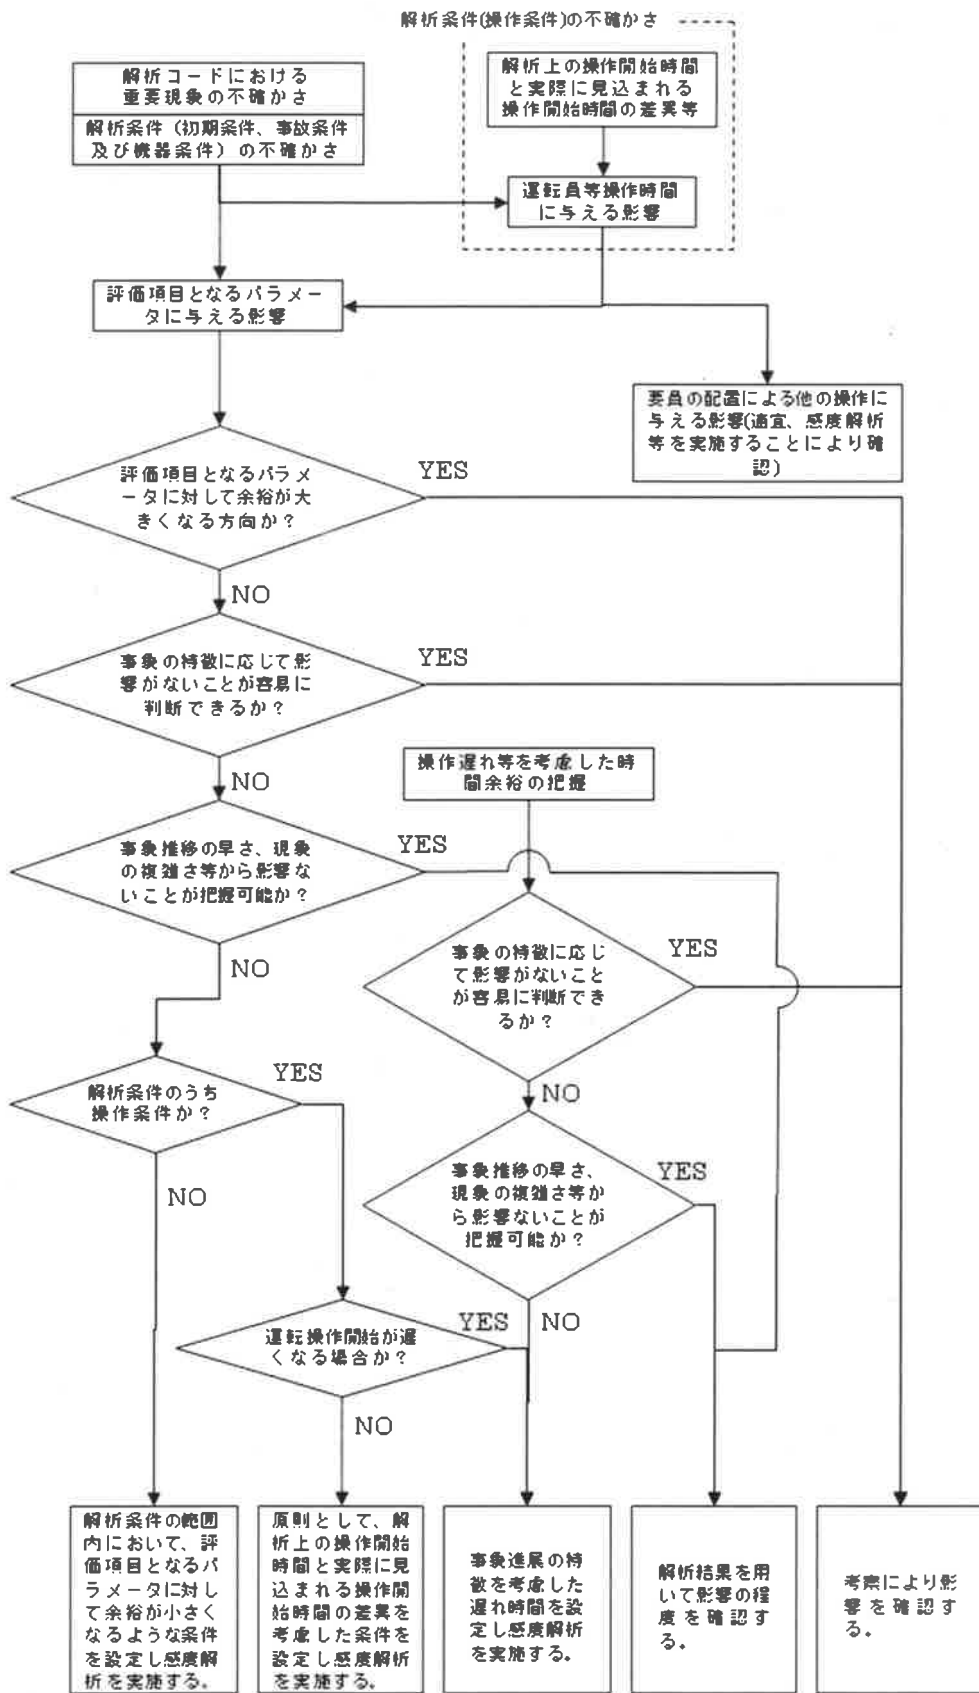 解析条件(操作条件)の不確かさ
解析コードにおける
重要現象の不確かさ
解析条件（初期条件、事故条件
及び機器条件）の不確かさ
解析上の操作開始時間
と実際に見込まれる
操作開始時間の差異等
運転員等操作時間
に与える影響
評価項目となるパラメー
タに与える影響
要員の配置による他の操作に
与える影響(適宜、感度解析
等を実施することにより確
認)
評価項目となるパラメ
ータに対して余裕が大
きくなる方向か？
YES
NO
事象の特徴に応じて影
響がないことが容易に
判断できるか？
YES
NO
操作遅れ等を考慮した時
間余裕の把握
事象推移の早さ、現象
の複雑さ等から影響な
いことが把握可能か？
YES
NO
事象の特徴に応じ
て影響がないこと
が容易に判断でき
るか？
YES
NO
解析条件のうち
操作条件か？
YES
NO
事象推移の早さ、
現象の複雑さ等か
ら影響ないことが
把握可能か？
YES
NO
運転操作開始が遅
くなる場合か？
YES
NO
解析条件の範囲
内において、評
価項目となるパ
ラメータに対し
て余裕が小さく
なるような条件
を設定し感度解
析を実施する。
原則として、解
析上の操作開始
時間と実際に見
込まれる操作開
始時間の差異を
考慮した条件を
設定し感度解析
を実施する。
事象進展の特
徴を考慮した
遅れ時間を設
定し感度解析
を実施する。
解析結果を用
いて影響の程
度を確認す
る。
考察により影
響を確認す
る。